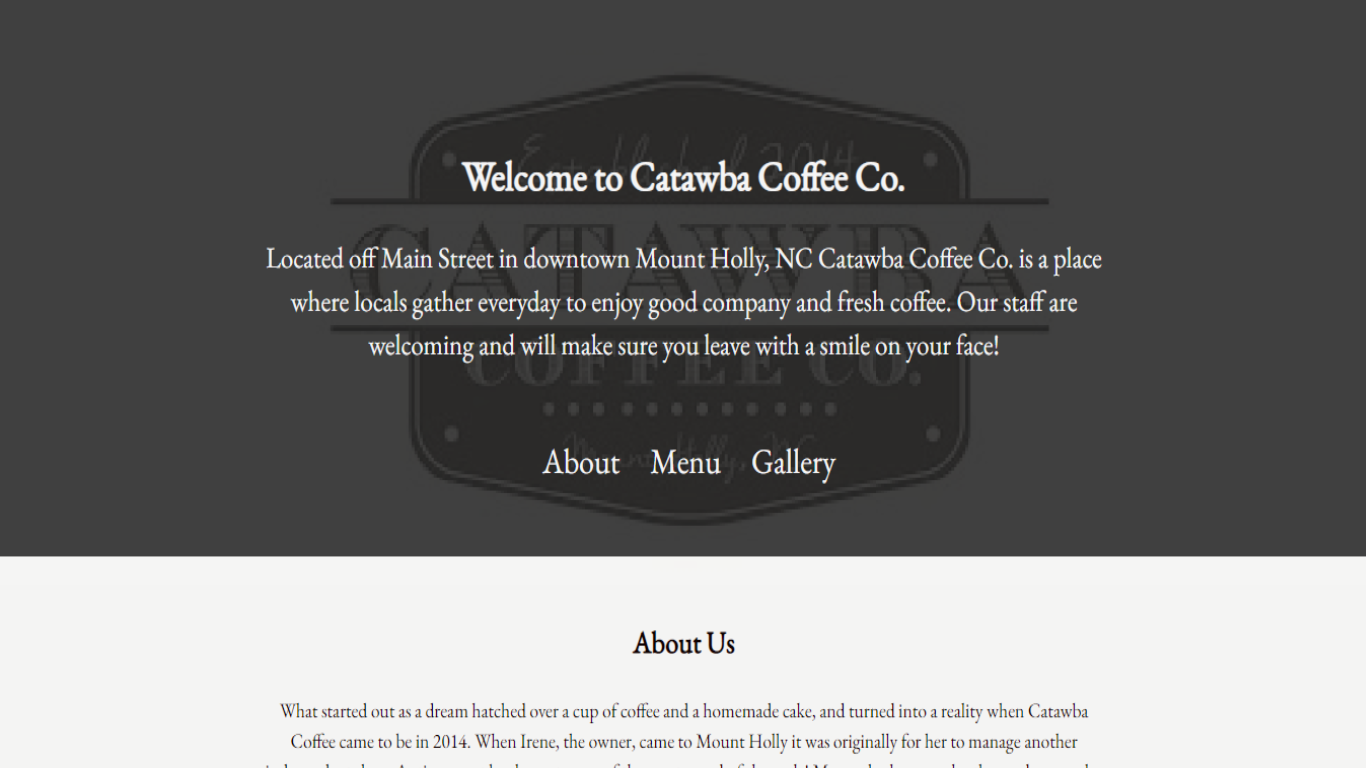 Established 2014
Welcome to Catawba Coffee Co.
CATAWBA
Located off Main Street in downtown Mount Holly, NC Catawba Coffee Co. is a place
where locals gather everyday to enjoy good company and fresh coffee. Our staff are
welcoming and will make sure you leave with a smile on your face!
COFFEE CO.
Mount Holly, NC
About Menu Gallery
About Us
What started out as a dream hatched over a cup of coffee and a homemade cake, and turned into a reality when Catawba
Coffee came to be in 2014. When Irene, the owner, came to Mount Holly it was originally for her to manage another